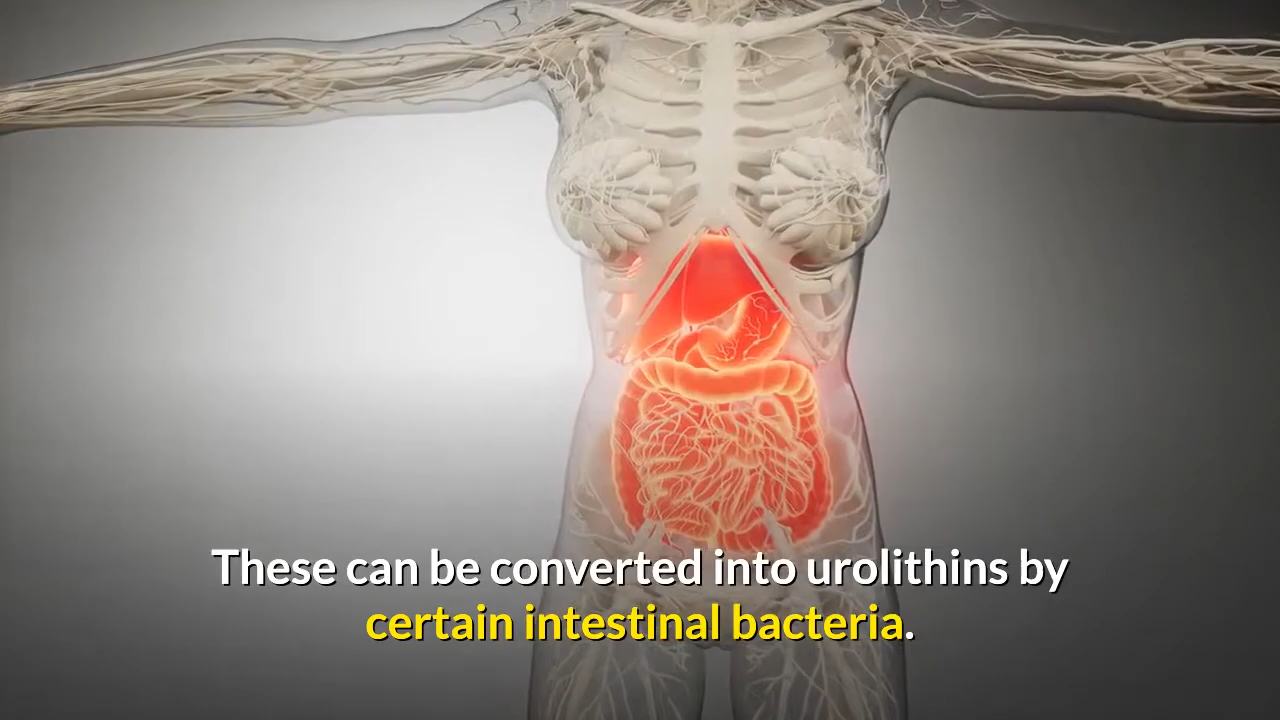 These can be converted into urolithins by
certain intestinal bacteria.